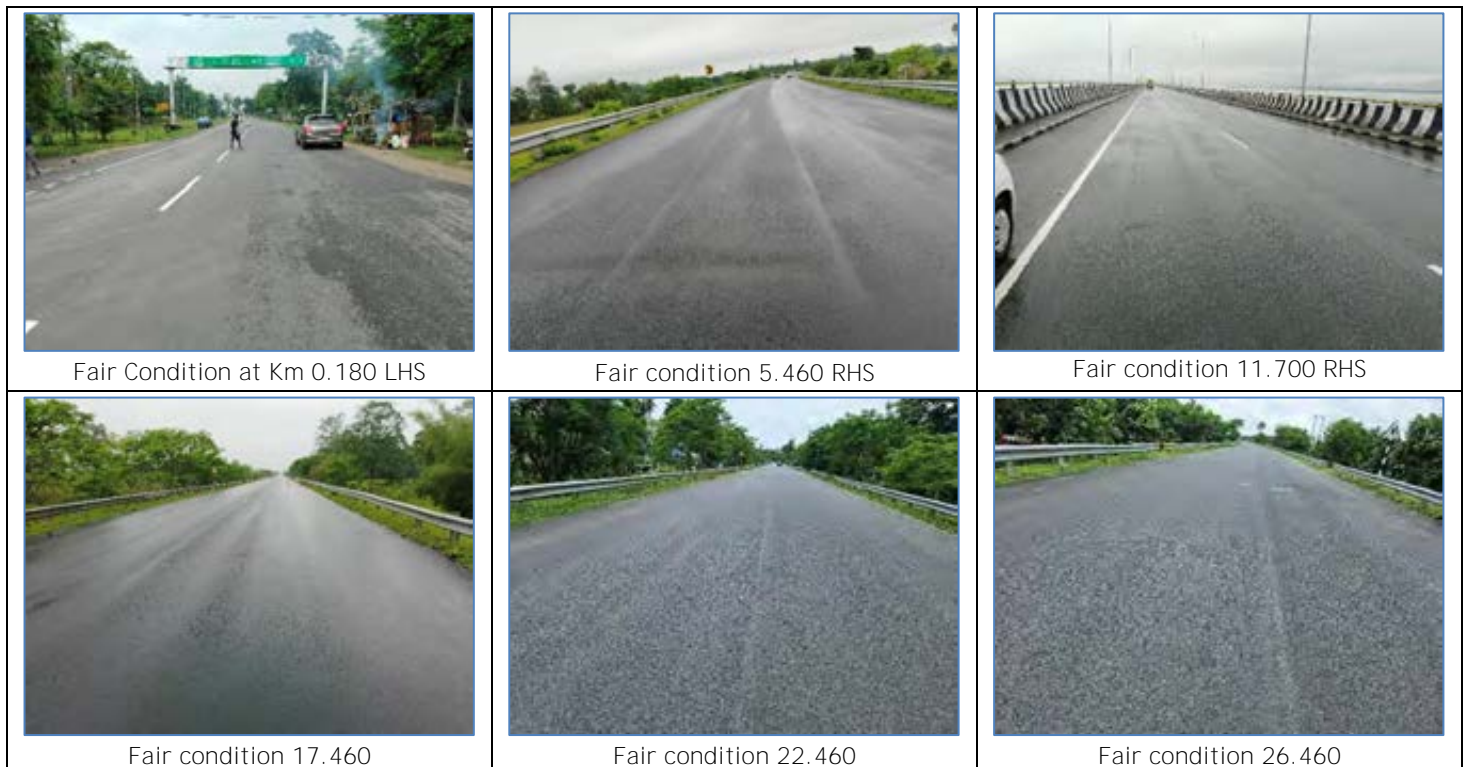 Fair Condition at Km 0.180 LHS
Fair condition 5.460 RHS
Fair condition 11.700 RHS
Fair condition 17.460
Fair condition 22.460
Fair condition 26.460